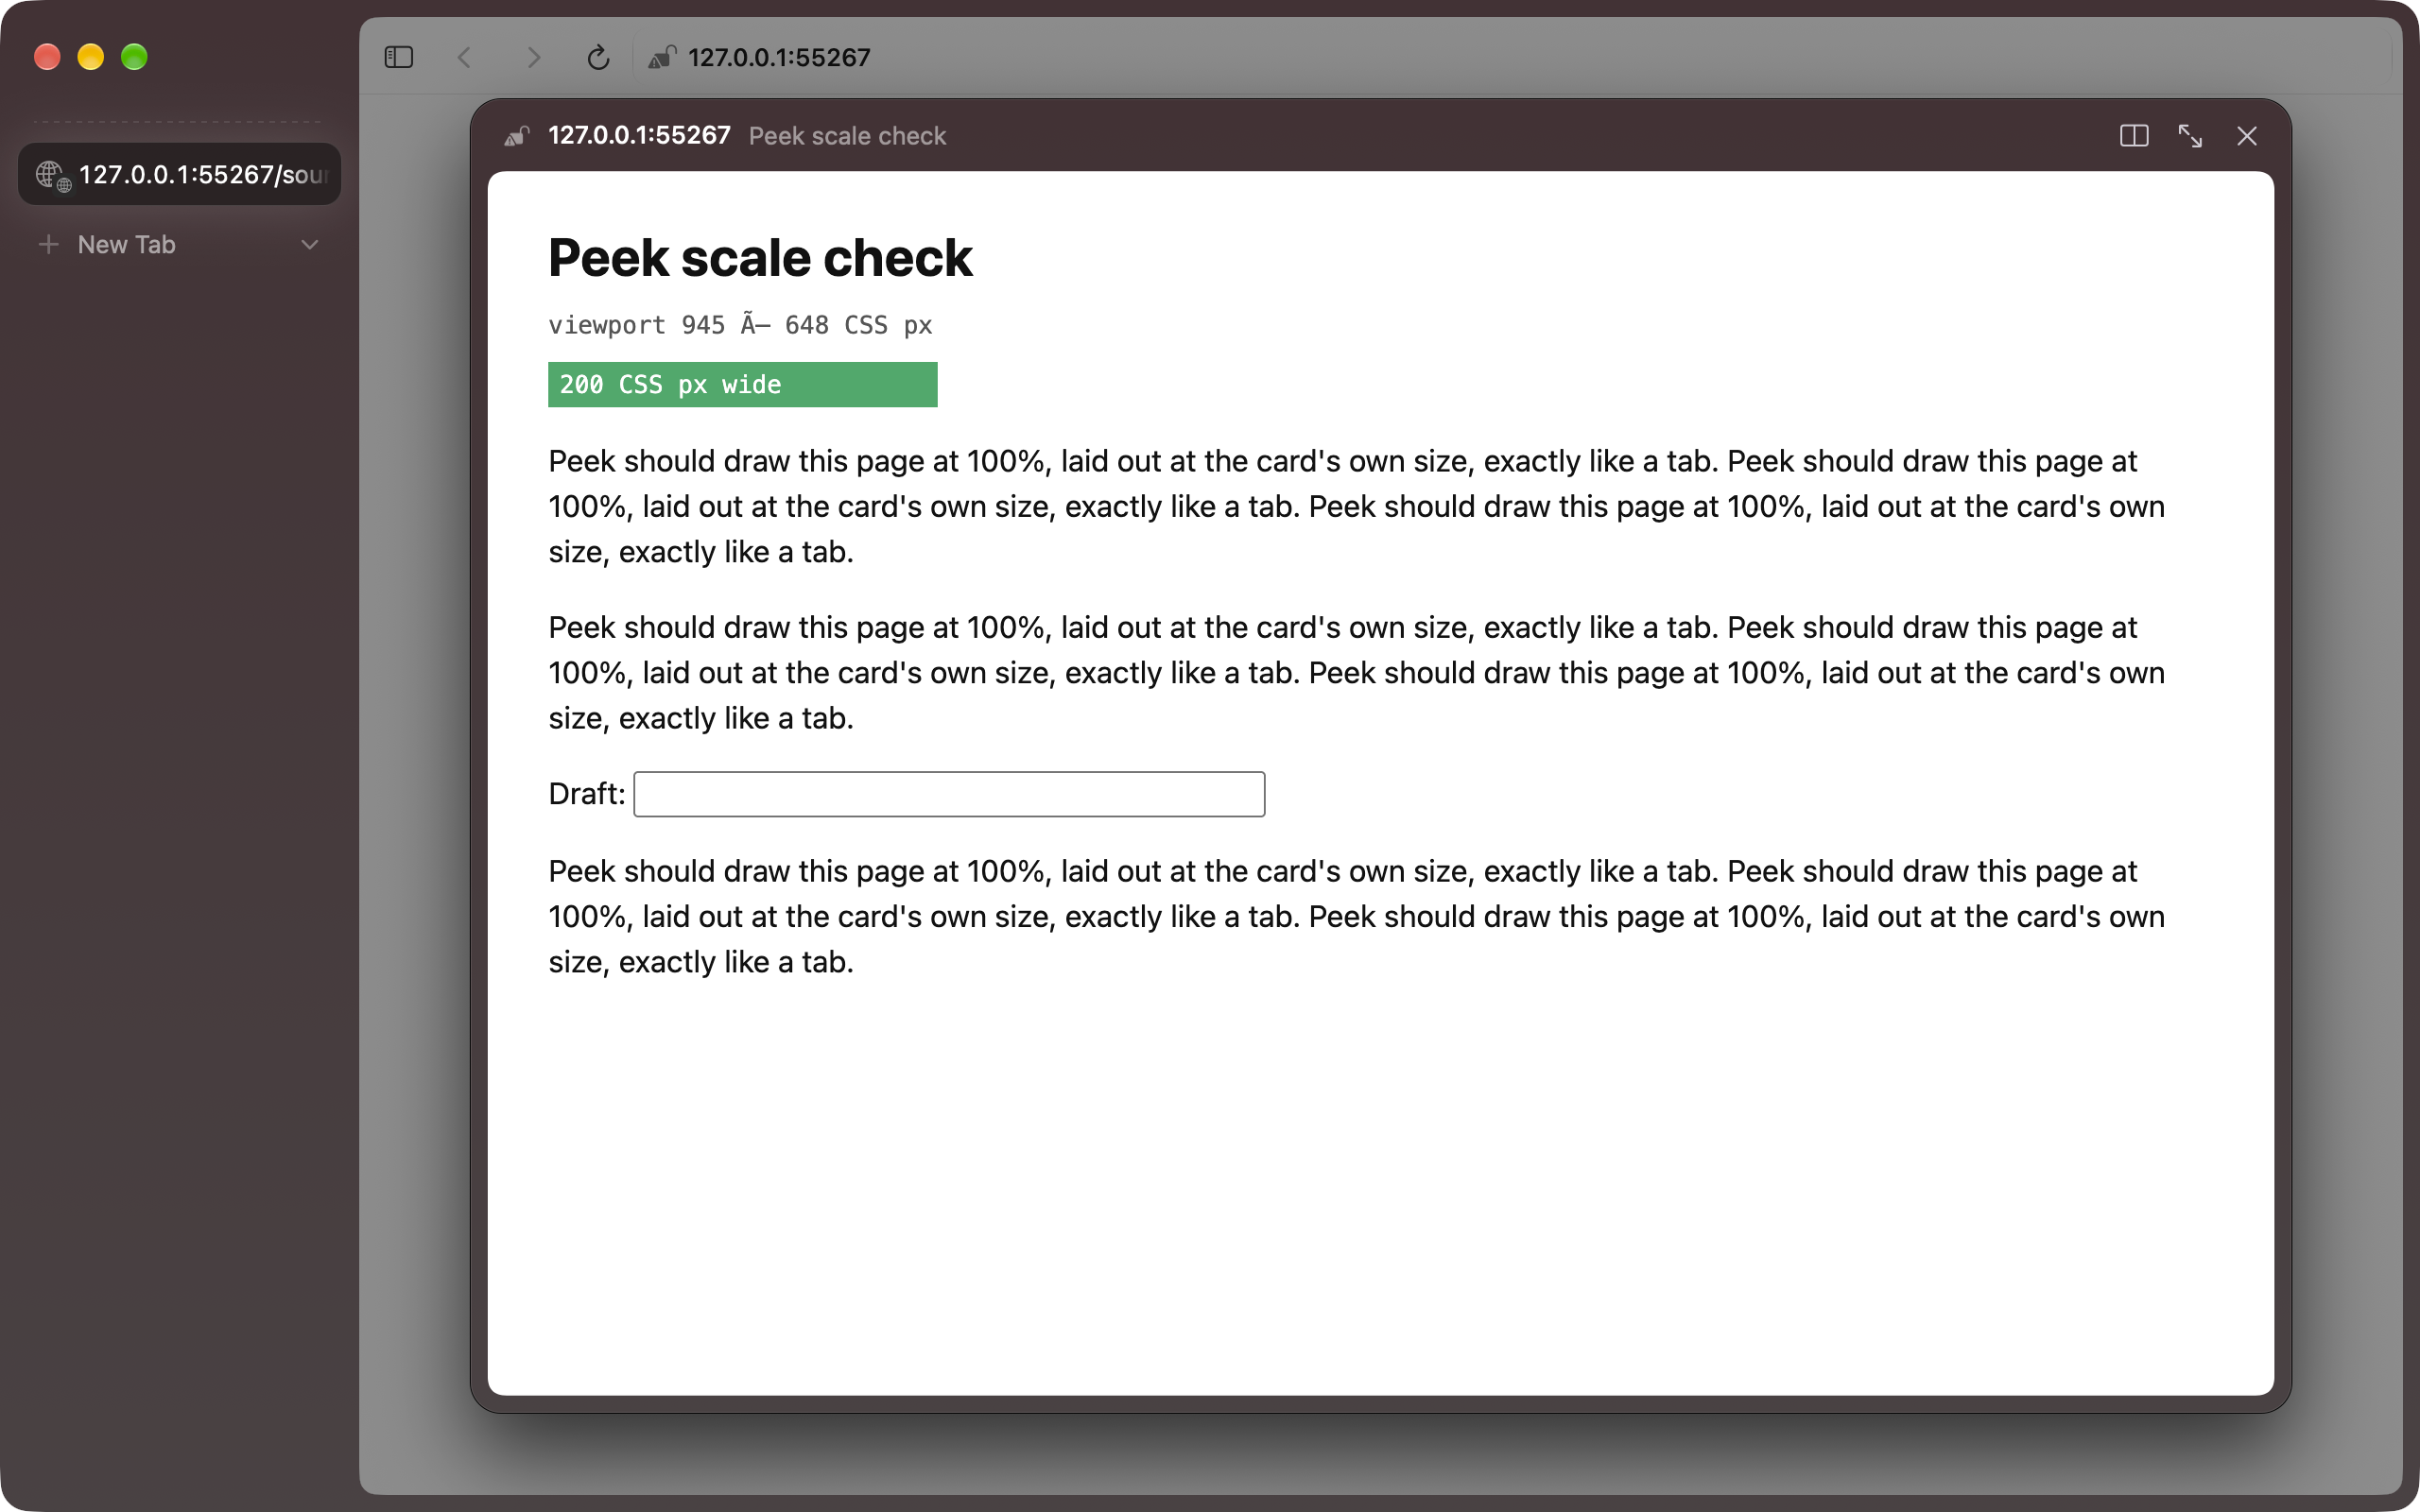 127.0.0.1:55267
127.0.0.1:55267/sour
New Tab
127.0.0.1:55267 Peek scale check
Peek scale check
viewport 945 Ã— 648 CSS px
200 CSS px wide
Peek should draw this page at 100%, laid out at the card's own size, exactly like a tab. Peek should draw this page at
100%, laid out at the card's own size, exactly like a tab. Peek should draw this page at 100%, laid out at the card's own
size, exactly like a tab.
Peek should draw this page at 100%, laid out at the card's own size, exactly like a tab. Peek should draw this page at
100%, laid out at the card's own size, exactly like a tab. Peek should draw this page at 100%, laid out at the card's own
size, exactly like a tab.
Draft:
Peek should draw this page at 100%, laid out at the card's own size, exactly like a tab. Peek should draw this page at
100%, laid out at the card's own size, exactly like a tab. Peek should draw this page at 100%, laid out at the card's own
size, exactly like a tab.